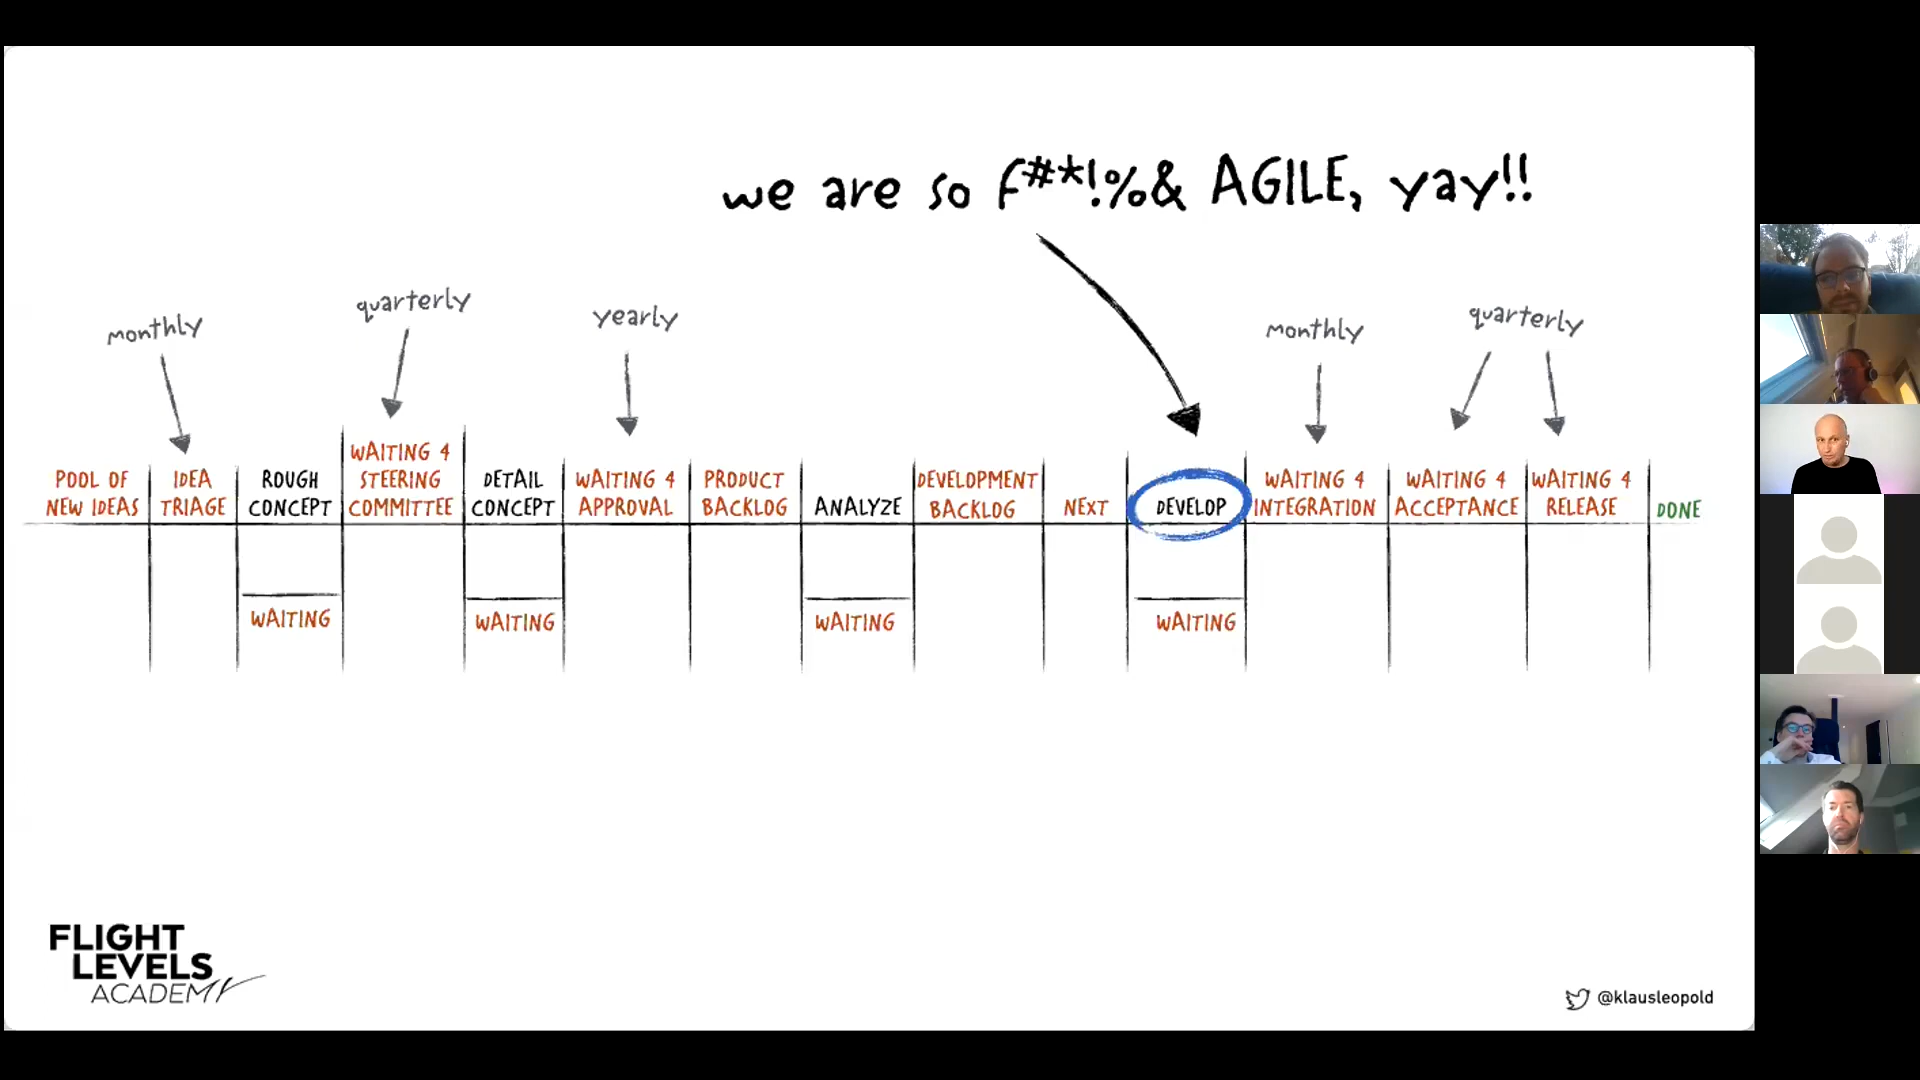 we are so f#**!%& AGILE, yay!!
monthly
quarterly
yearly
monthly
quarterly
POOL OF
NEW IDEAS
IDEA
TRIAGE
ROUGH
CONCEPT
WAITING 4
STEERING
COMMITTEE
DETAIL
CONCEPT
WAITING 4
APPROVAL
PRODUCT
BACKLOG
ANALYZE
DEVELOPMENT
BACKLOG
NEXT
DEVELOP
WAITING 4
INTEGRATION
WAITING 4
ACCEPTANCE
WAITING 4
RELEASE
DONE
WAITING
WAITING
WAITING
WAITING
FLIGHT
LEVELS
ACADEMY
@klausleopold